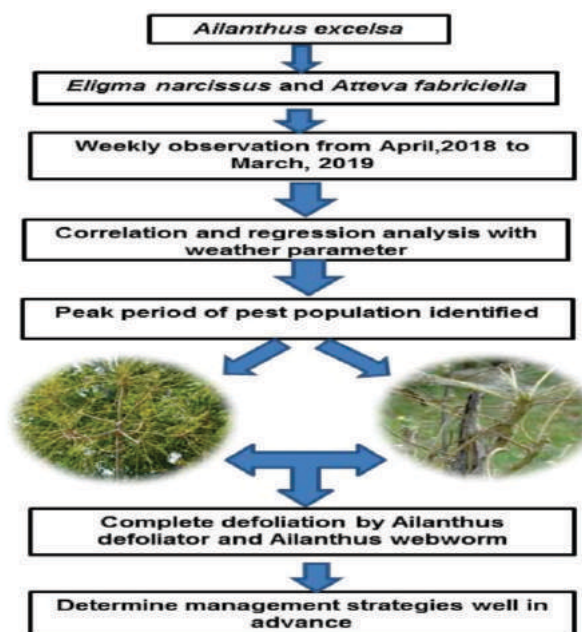 Ailanthus excelsa
Eligma narcissus and Atteva fabriciella
Weekly observation from April,2018 to
March, 2019
Correlation and regression analysis with
weather parameter
Peak period of pest population identified
Complete defoliation by Ailanthus
defoliator and Ailanthus webworm
Determine management strategies well in
advance